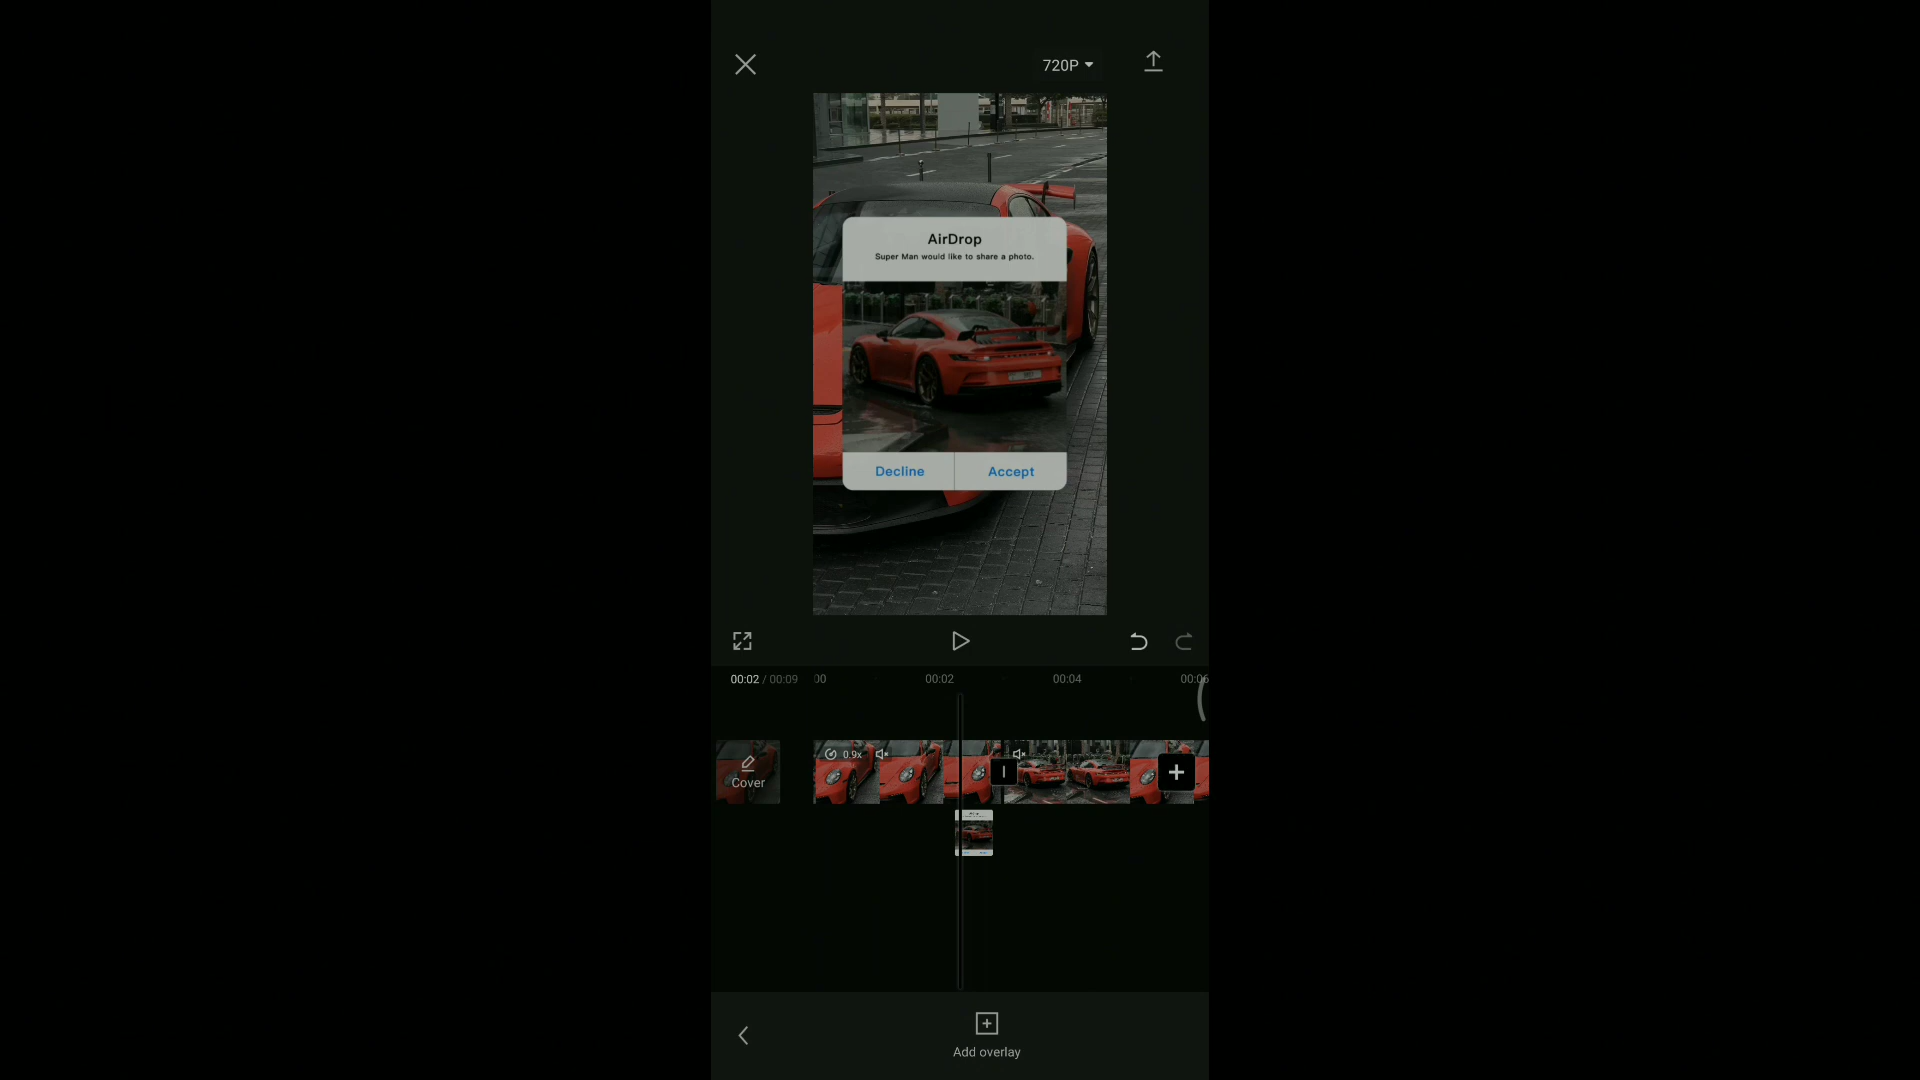 720P
AirDrop
Super Man would like to share a photo.
Decline
Accept
00:02 / 00:09
00
00:02
00:04
00:06
0.9x
Cover
Add overlay